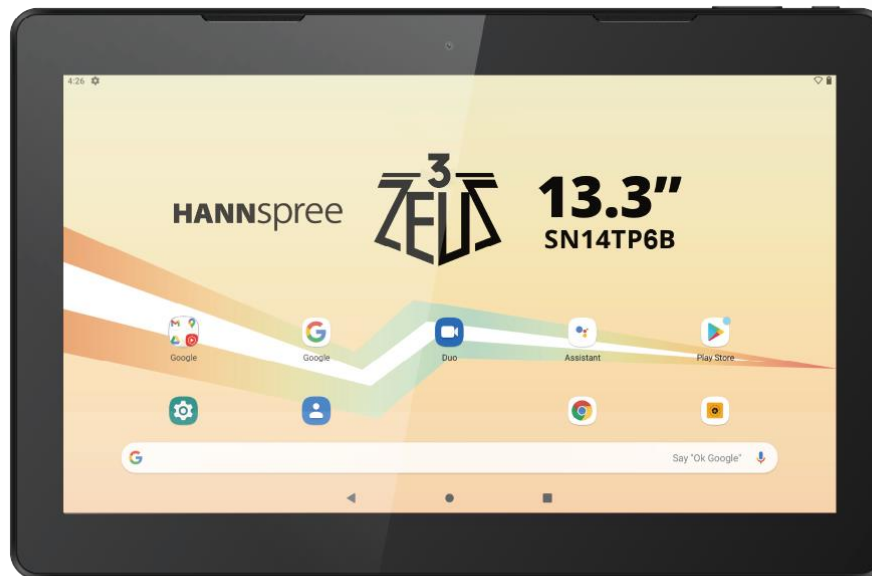 4:26
HANNspree
3
ZEUS
13.3”
SN14TP6B
Google
Google
Duo
Assistant
Play Store
Say "Ok Google"